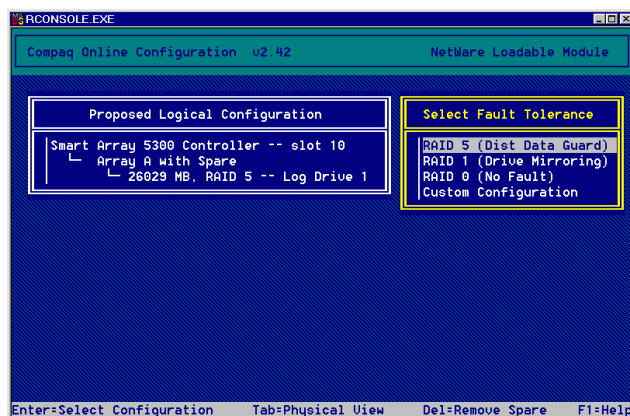 RCONSOLE.EXE
Compaq Online Configuration v2.42 NetWare Loadable Module
Proposed Logical Configuration
Smart Array 5300 Controller -- slot 10
Array A with Spare
26029 MB, RAID 5 -- Log Drive 1
Select Fault Tolerance
RAID 5 (Dist Data Guard)
RAID 1 (Drive Mirroring)
RAID 0 (No Fault)
Custom Configuration
Enter=Select Configuration Tab=Physical View Del=Remove Spare F1=Help